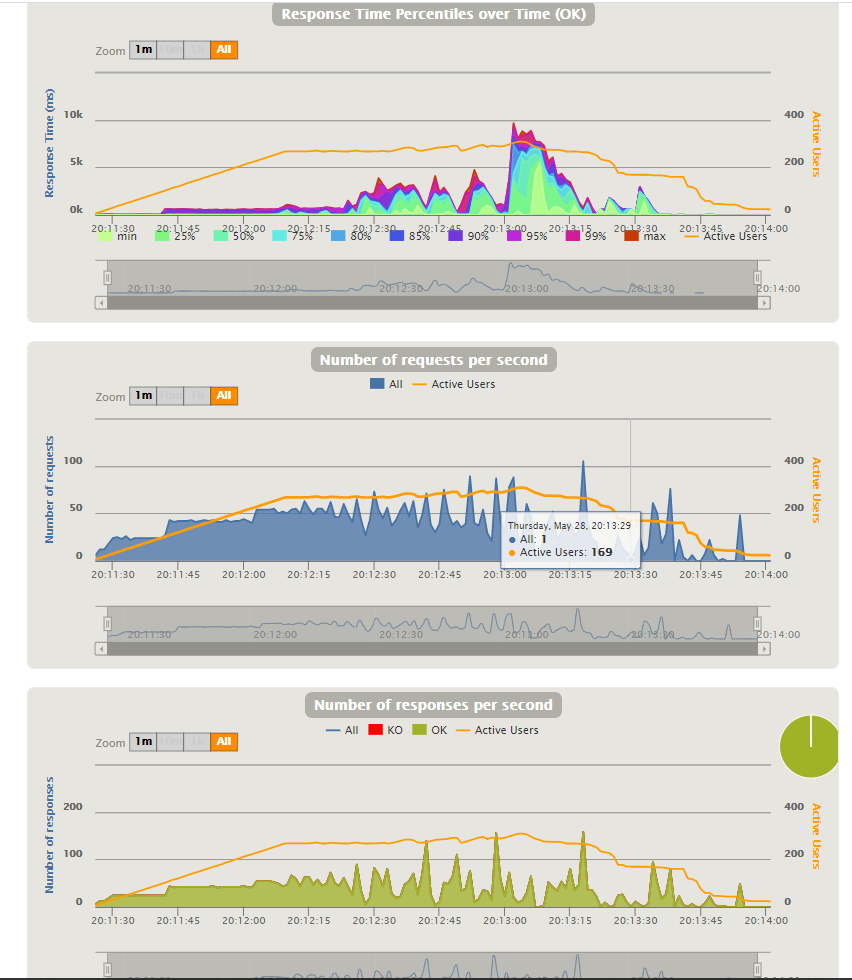 Response Time Percentiles over Time (OK)
Zoom 1m 10m 1h All
Response Time (ms)
10k
5k
0k
400
200
0
Active Users
20:11:30 20:11:45 20:12:00 20:12:15 20:12:30 20:12:45 20:13:00 20:13:15 20:13:30 20:13:45 20:14:00
min 25% 50% 75% 80% 85% 90% 95% 99% max Active Users
20:11:30 20:12:00 20:12:30 20:13:00 20:13:30 20:14:00
Number of requests per second
All Active Users
Zoom 1m 1h All
Number of requests
100
50
0
400
200
0
Active Users
Thursday, May 28, 20:13:29
All: 1
Active Users: 169
20:11:30 20:11:45 20:12:00 20:12:15 20:12:30 20:12:45 20:13:00 20:13:15 20:13:30 20:13:45 20:14:00
20:11:30 20:12:00 20:12:30 20:13:00 20:13:30 20:14:00
Number of responses per second
All KO OK Active Users
Zoom 1m 1h All
Number of responses
200
100
0
400
200
0
Active Users
20:11:30 20:11:45 20:12:00 20:12:15 20:12:30 20:12:45 20:13:00 20:13:15 20:13:30 20:13:45 20:14:00